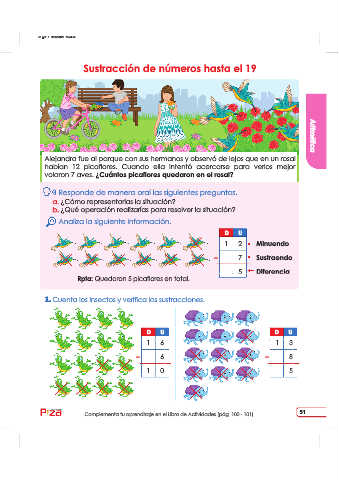 Sustracción de números hasta el 19
Aritmética
Alejandra fue al parque con sus hermanos y observó de lejos que en un rosal
habían 12 picaflores. Cuando ella intentó acercarse para verlos mejor
volaron 7 aves. ¿Cuántos picaflores quedaron en el rosal?
Responde de manera oral las siguientes preguntas.
a. ¿Cómo representarías la situación?
b. ¿Qué operación realizarías para resolver la situación?
Analiza la siguiente información.
D U
1 2 Minuendo
- 7 Sustraendo
5 Diferencia
Rpta: Quedaron 5 picaflores en total.
1. Cuenta los insectos y verifica las sustracciones.
D U
1 6
- 6
1 0
D U
1 3
- 8
5
Complementa tu aprendizaje en el Libro de Actividades (pág. 100 - 101)
51